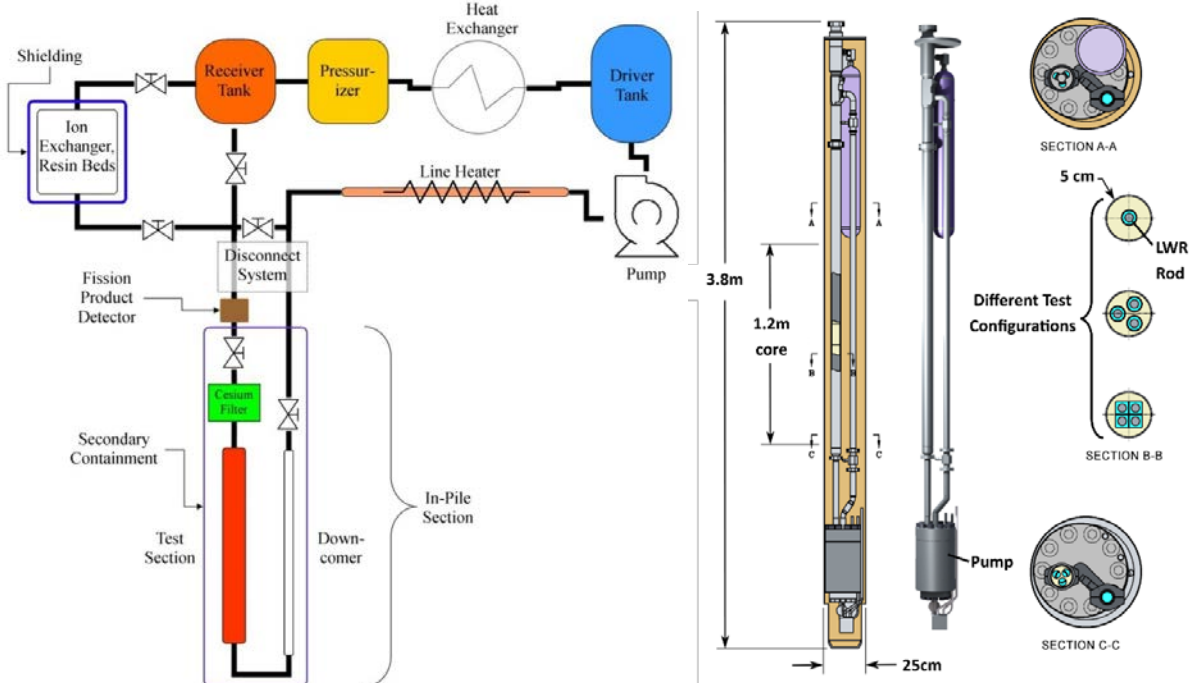 Heat
Exchanger
Shielding
Receiver
Tank
Pressur-
izer
Driver
Tank
Ion
Exchanger,
Resin Beds
Line Heater
Disconnect
System
Pump
Fission
Product
Detector
Cesium
Filter
Secondary
Containment
In-Pile
Section
Test
Section
Down-
comer
3.8m
1.2m
core
A
A
B
B
C
C
Pump
25cm
SECTION A-A
5 cm
LWR
Rod
Different Test
Configurations
SECTION B-B
SECTION C-C